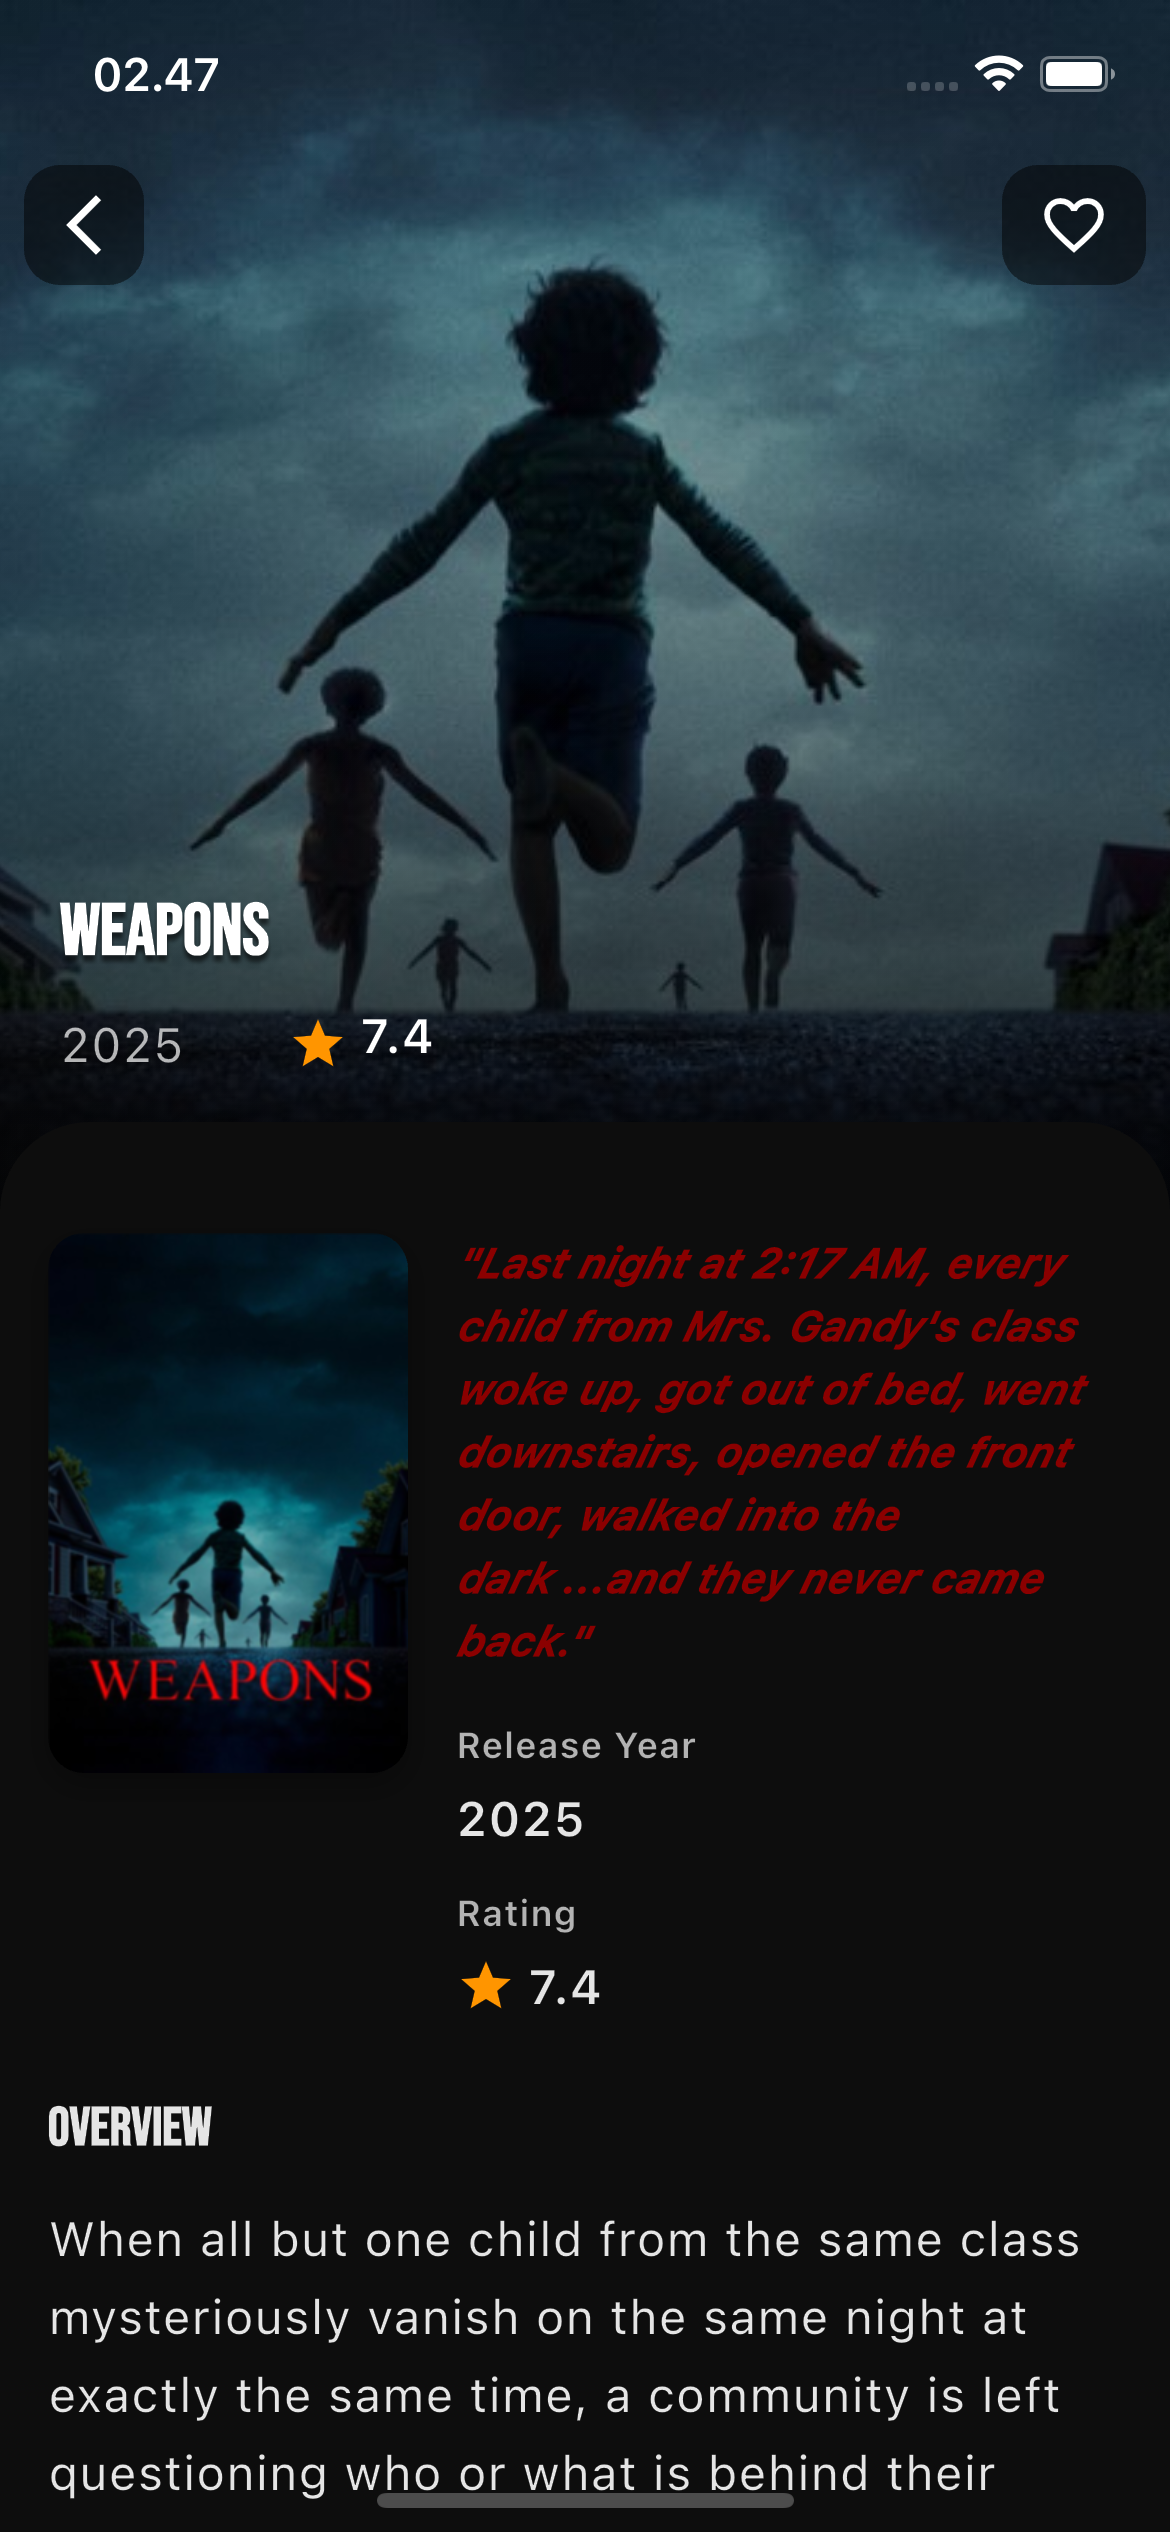 02.47
WEAPONS
2025
7.4
"Last night at 2:17 AM, every
child from Mrs. Gandy's class
woke up, got out of bed, went
downstairs, opened the front
door, walked into the
dark ...and they never came
back."
WEAPONS
Release Year
2025
Rating
7.4
OVERVIEW
When all but one child from the same class
mysteriously vanish on the same night at
exactly the same time, a community is left
questioning who or what is behind their